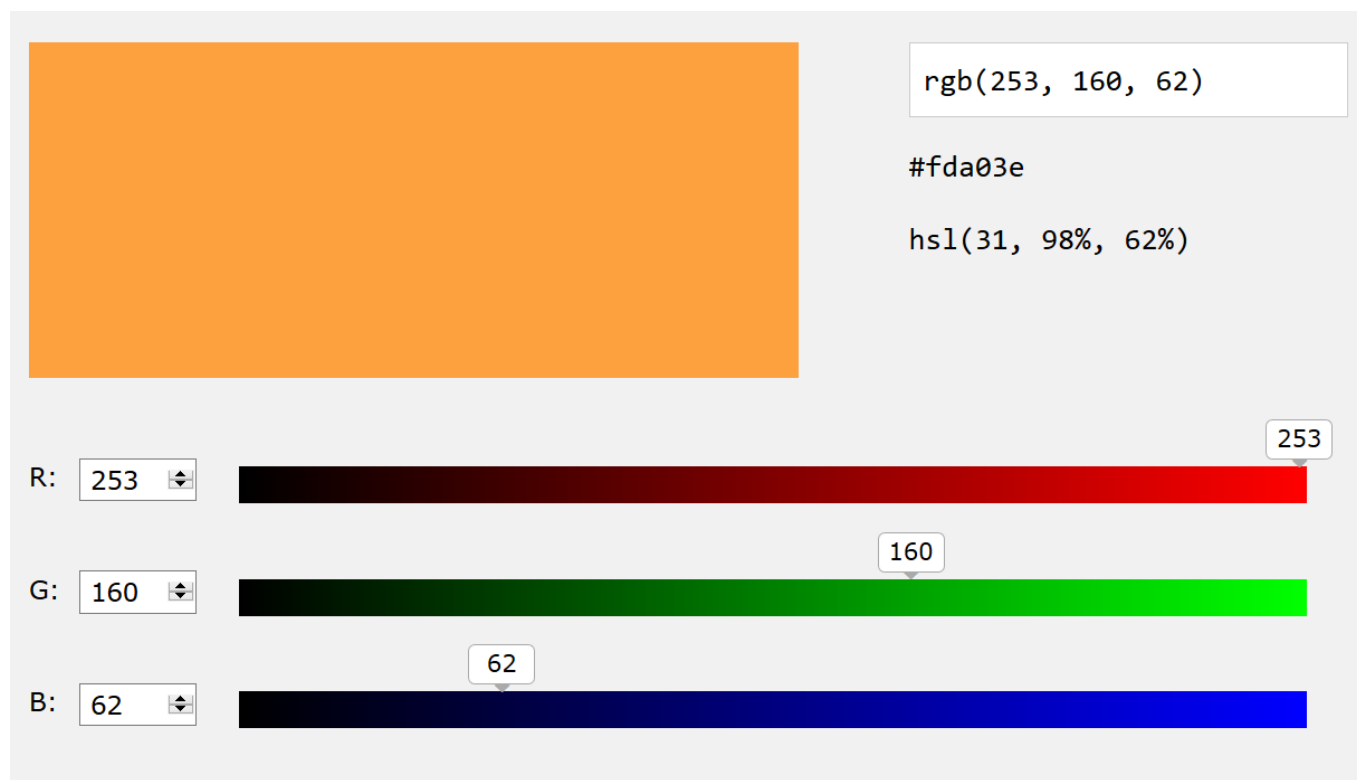 rgb(253, 160, 62)
#fda03e
hsl(31, 98%, 62%)
253
R: 253
160
G: 160
62
B: 62